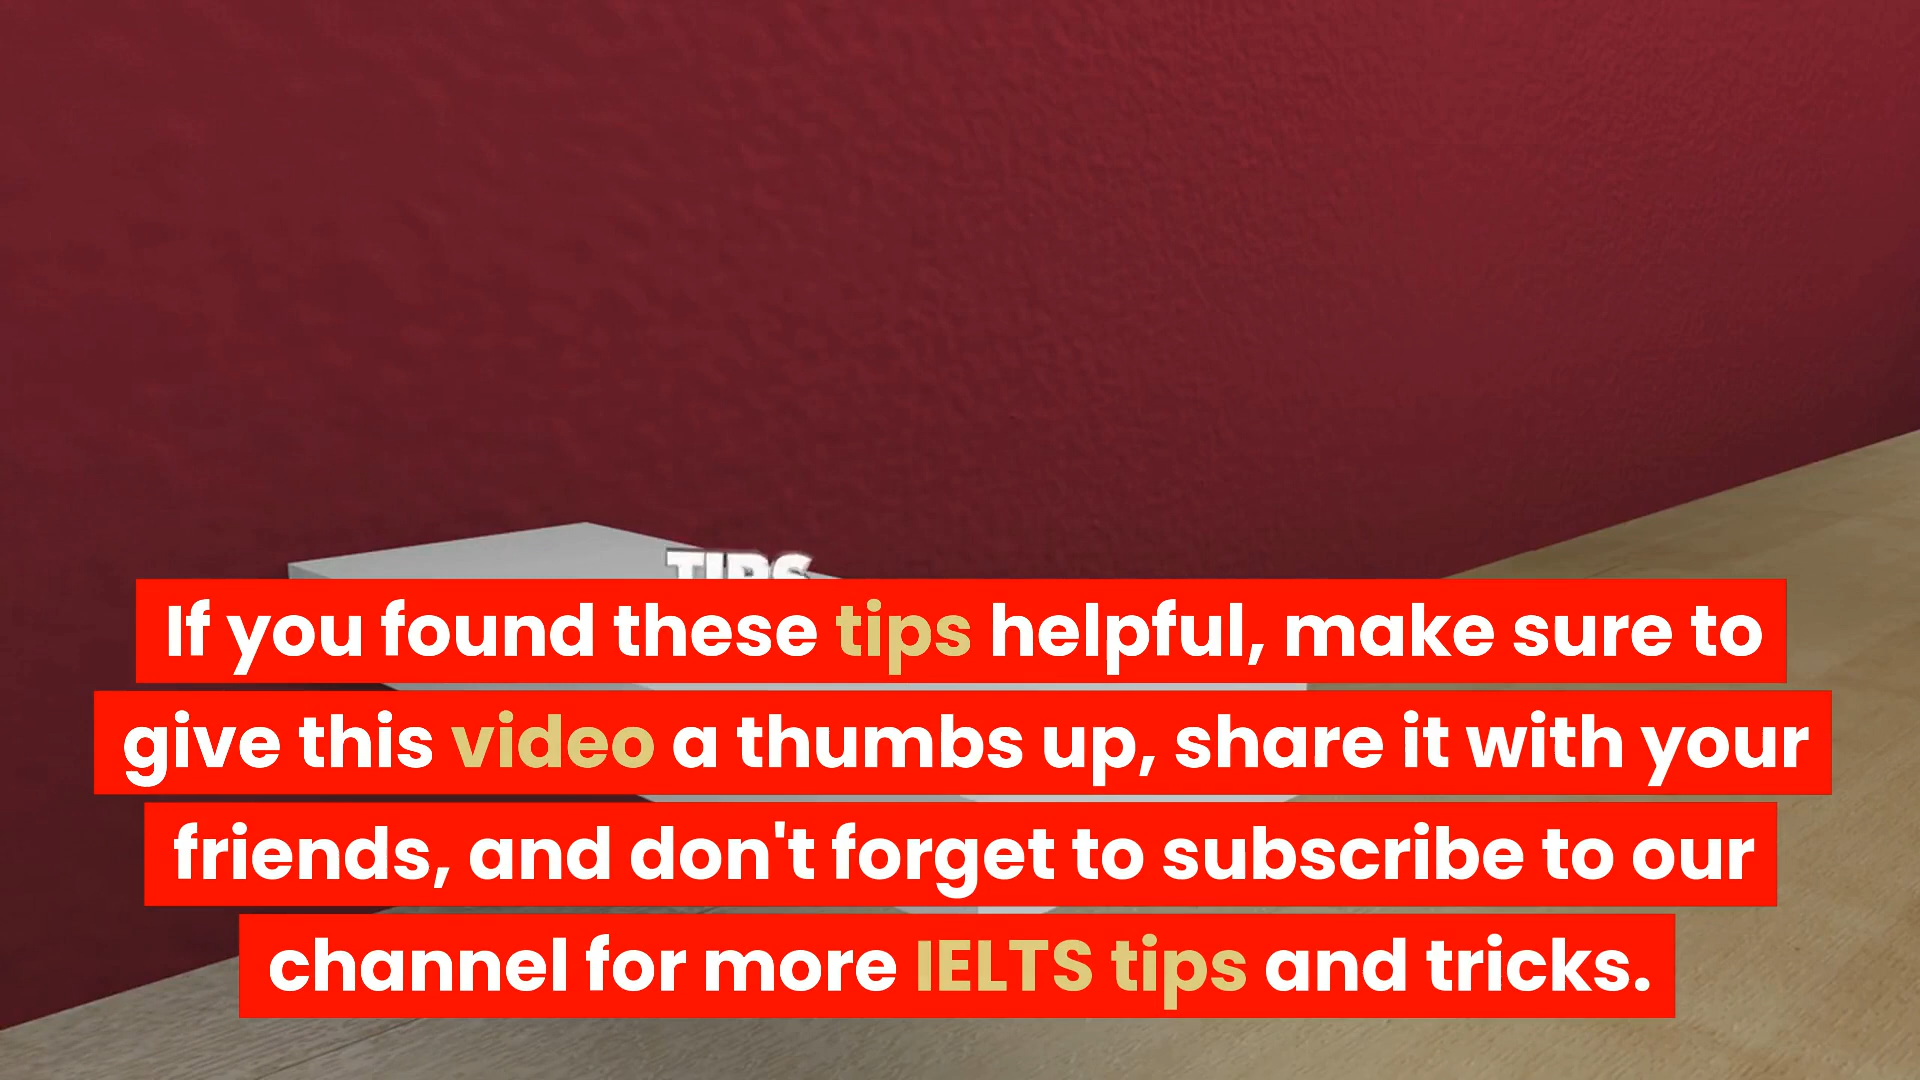 TIPS
If you found these tips helpful, make sure to
give this video a thumbs up, share it with your
friends, and don't forget to subscribe to our
channel for more IELTS tips and tricks.